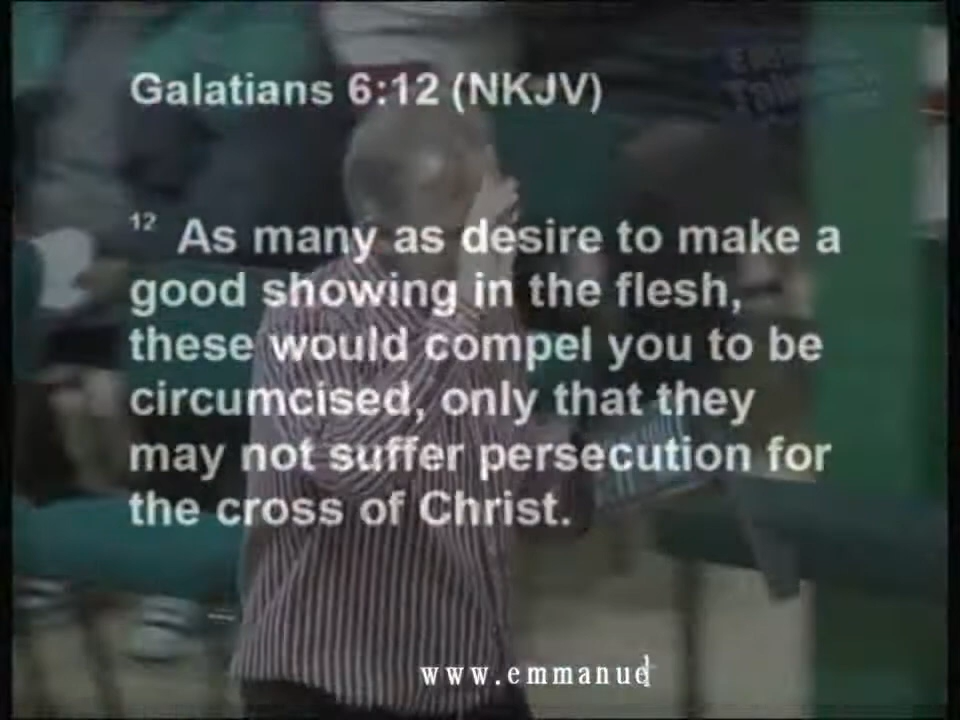 Galatians 6:12 (NKJV)
12 As many as desire to make a
good showing in the flesh,
these would compel you to be
circumcised, only that they
may not suffer persecution for
the cross of Christ.
www.emmanuel